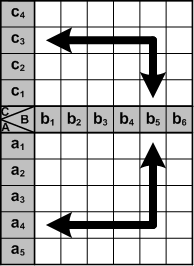 c₄
c₃
c₂
c₁
C A B b₁ b₂ b₃ b₄ b₅ b₆
a₁
a₂
a₃
a₄
a₅